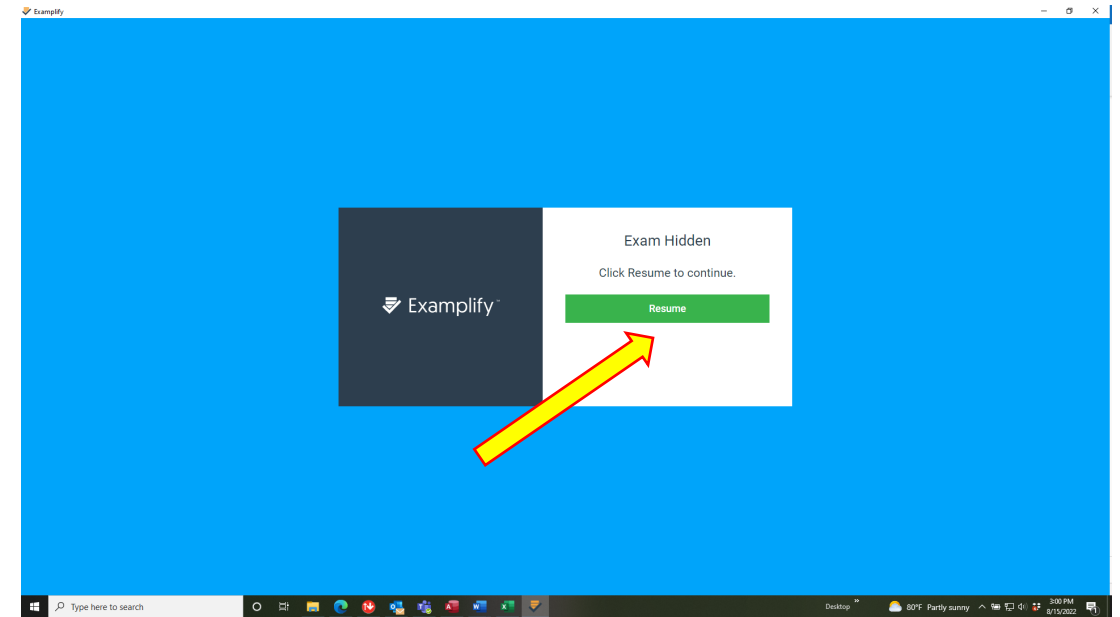 Examplify
Exam Hidden
Click Resume to continue.
Examplify™
Resume
Type here to search
Desktop
80°F Partly sunny
3:00 PM
8/15/2022